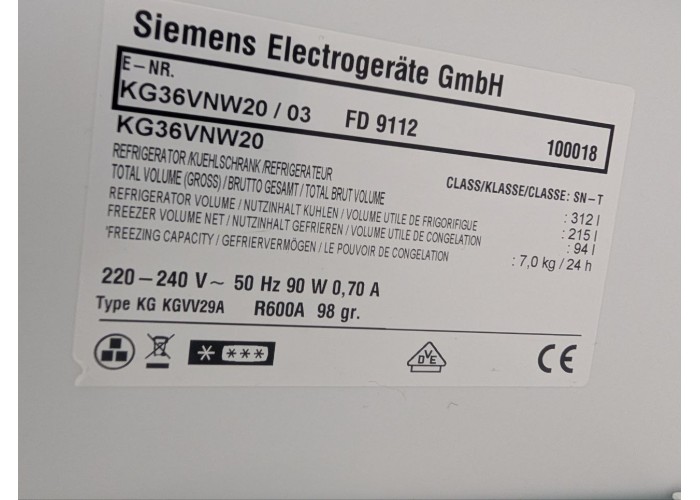 Siemens Electrogeräte GmbH
E-NR.
KG36VNW20 / 03 FD 9112 100018
KG36VNW20
REFRIGERATOR /KUEHLSCHRANK /REFRIGERATEUR CLASS/KLASSE/CLASSE: SN-T
TOTAL VOLUME (GROSS) / BRUTTO GESAMT / TOTAL BRUT VOLUME : 312 l
REFRIGERATOR VOLUME / NUTZINHALT KUHLEN / VOLUME UTILE DE FRIGORIFIGUE : 215 l
FREEZER VOLUME NET / NUTZINHALT GEFRIEREN / VOLUME UTILE DE CONGELATION : 94 l
*FREEZING CAPACITY / GEFRIERVERMÖGEN / LE POUVOIR DE CONGELATION : 7,0 kg / 24 h
220-240 V~ 50 Hz 90 W 0,70 A
Type KG KGVV29A R600A 98 gr.
DVE CE